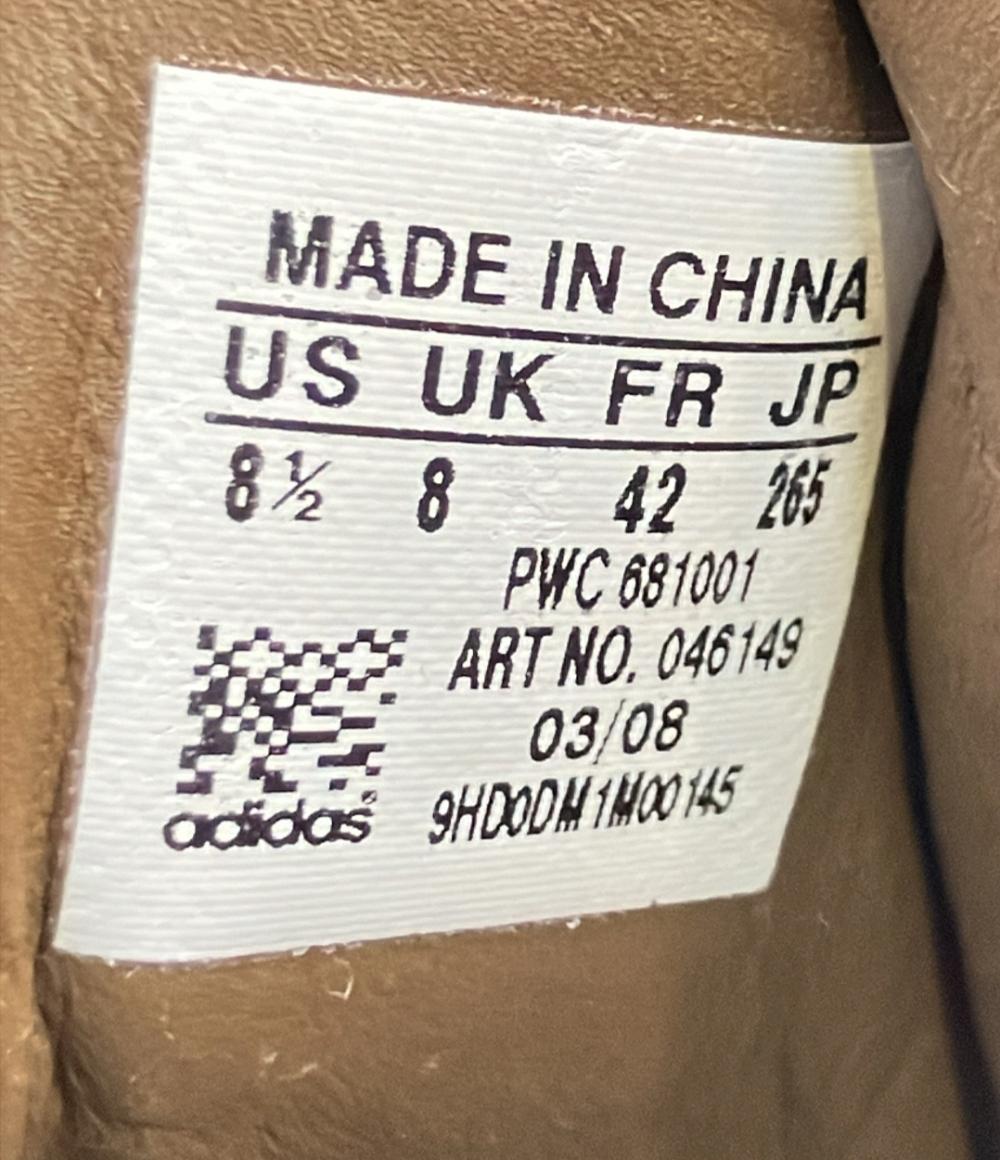 MADE IN CHINA
US UK FR JP
8½ 8 42 265
PWC 681001
ART NO. 046149
03/08
adidas 9HD0DM1M00145